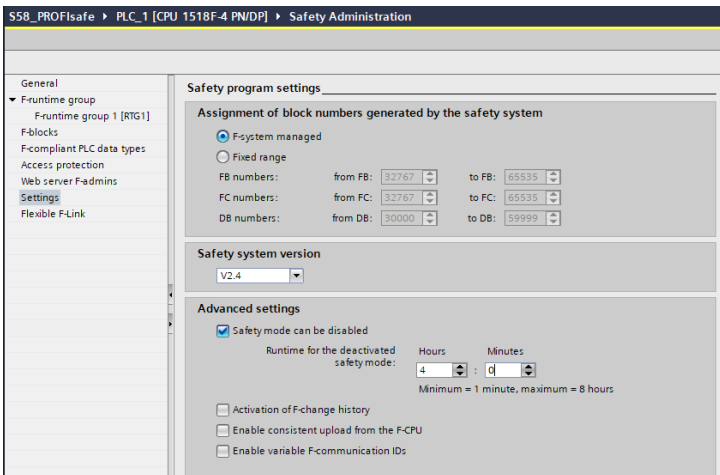 S58_PROFIsafe ▸ PLC_1 [CPU 1518F-4 PN/DP] ▸ Safety Administration
General
F-runtime group
F-runtime group 1 [RTG1]
F-blocks
F-compliant PLC data types
Access protection
Web server F-admins
Settings
Flexible F-Link
Safety program settings
Assignment of block numbers generated by the safety system
F-system managed
Fixed range
FB numbers: from FB: 32767 to FB: 65535
FC numbers: from FC: 32767 to FC: 65535
DB numbers: from DB: 30000 to DB: 59999
Safety system version
V2.4
Advanced settings
Safety mode can be disabled
Runtime for the deactivated safety mode:
Hours Minutes
4 : 0
Minimum = 1 minute, maximum = 8 hours
Activation of F-change history
Enable consistent upload from the F-CPU
Enable variable F-communication IDs